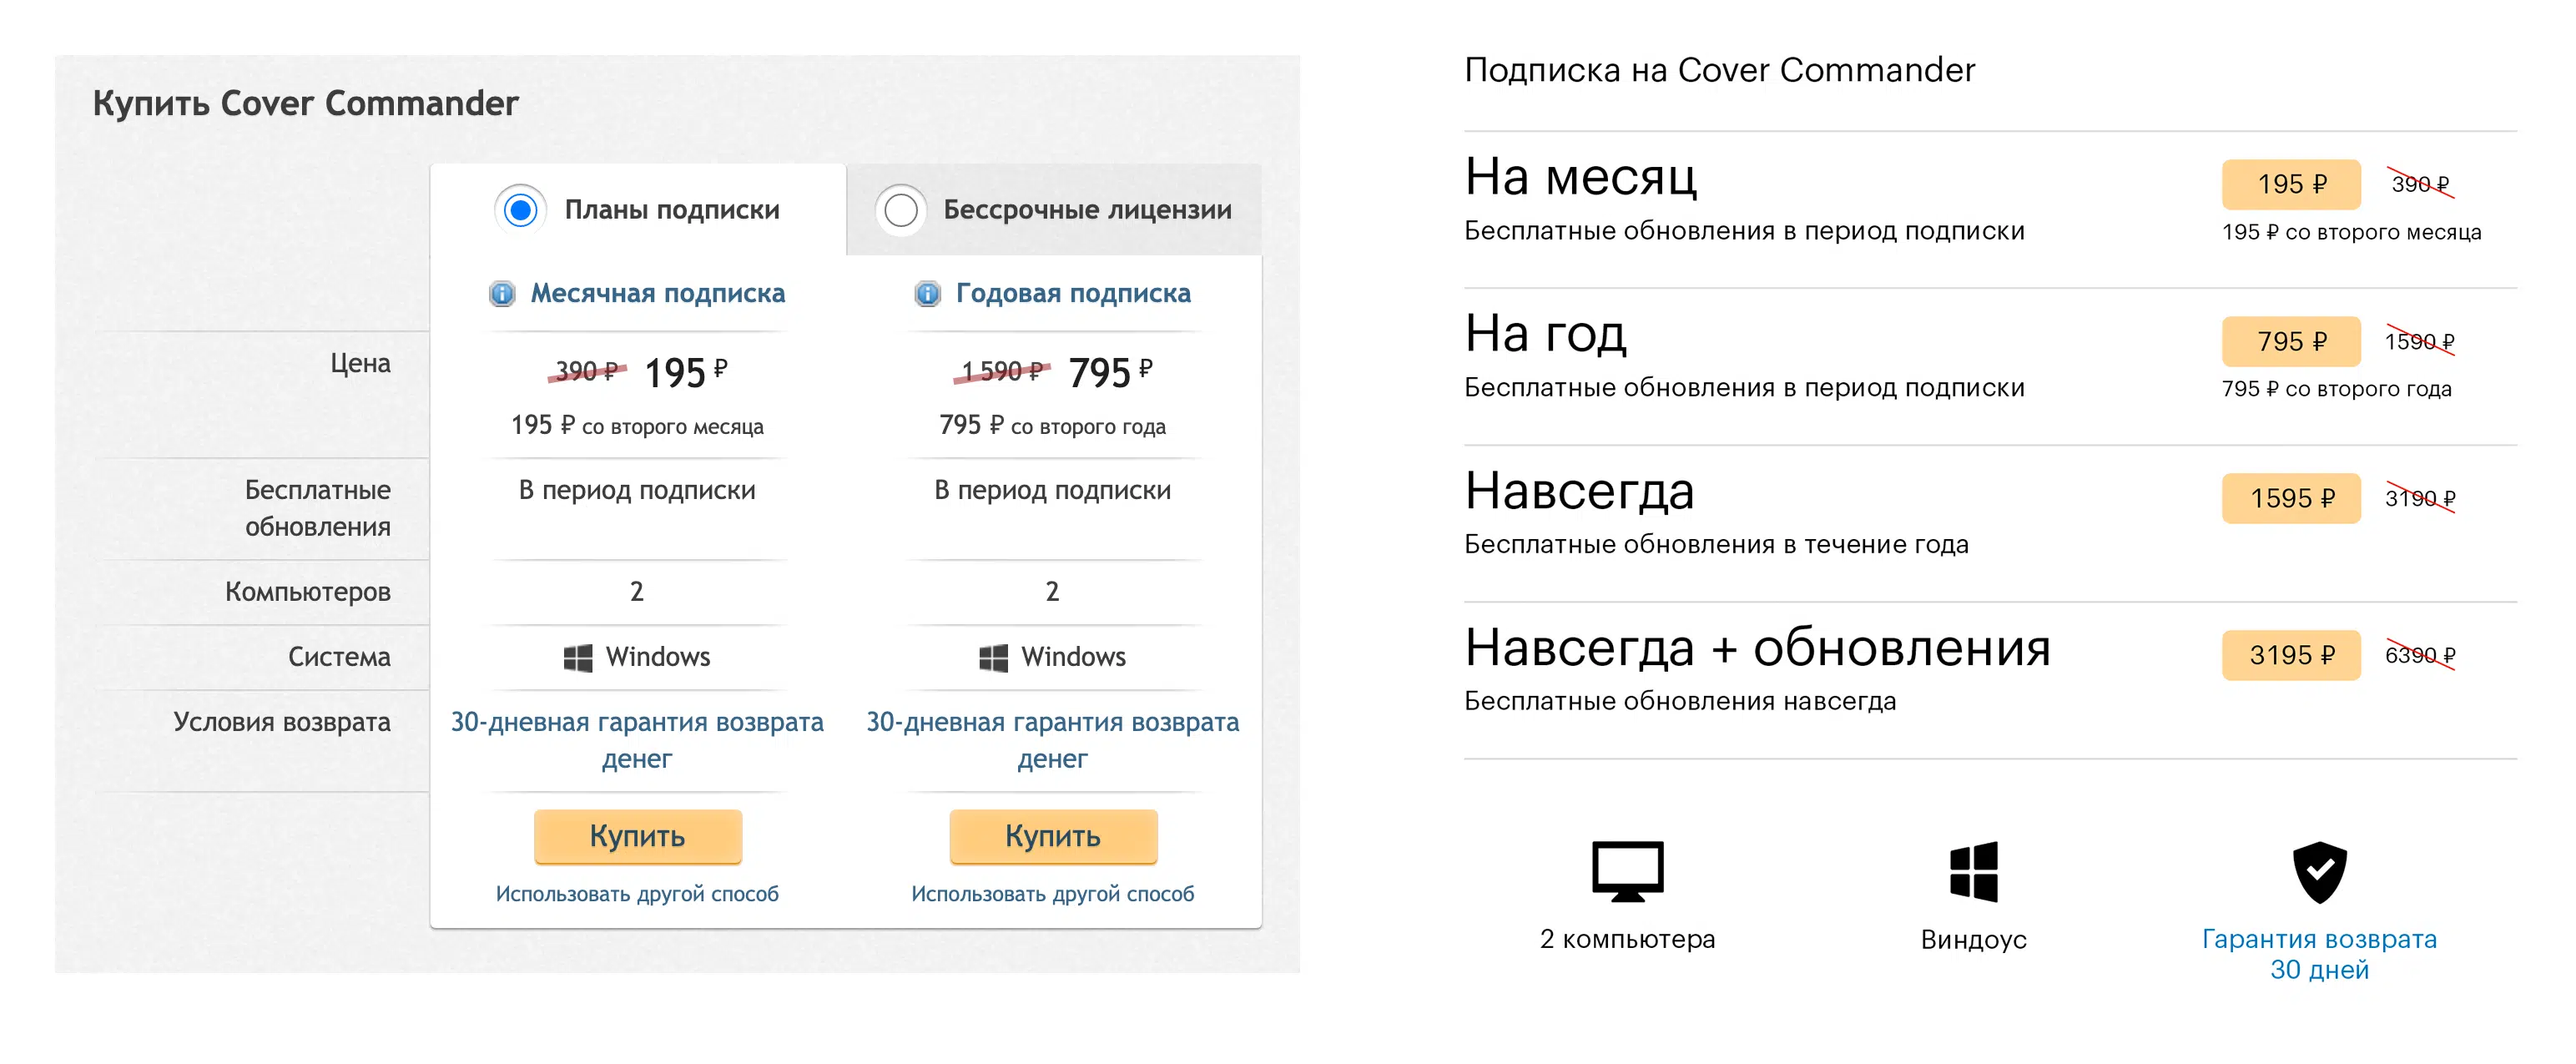 Купить Cover Commander
Планы подписки
Бессрочные лицензии
Месячная подписка
Годовая подписка
Цена
390 ₽ 195 ₽
1 590 ₽ 795 ₽
195 ₽ со второго месяца
795 ₽ со второго года
Бесплатные
обновления
В период подписки
В период подписки
Компьютеров
2
2
Система
Windows
Windows
Условия возврата
30-дневная гарантия возврата
денег
30-дневная гарантия возврата
денег
Купить
Купить
Использовать другой способ
Использовать другой способ
Подписка на Cover Commander
На месяц
195 ₽ 390 ₽
Бесплатные обновления в период подписки
195 ₽ со второго месяца
На год
795 ₽ 1590 ₽
Бесплатные обновления в период подписки
795 ₽ со второго года
Навсегда
1595 ₽ 3190 ₽
Бесплатные обновления в течение года
Навсегда + обновления
3195 ₽ 6390 ₽
Бесплатные обновления навсегда
2 компьютера
Виндоус
Гарантия возврата
30 дней